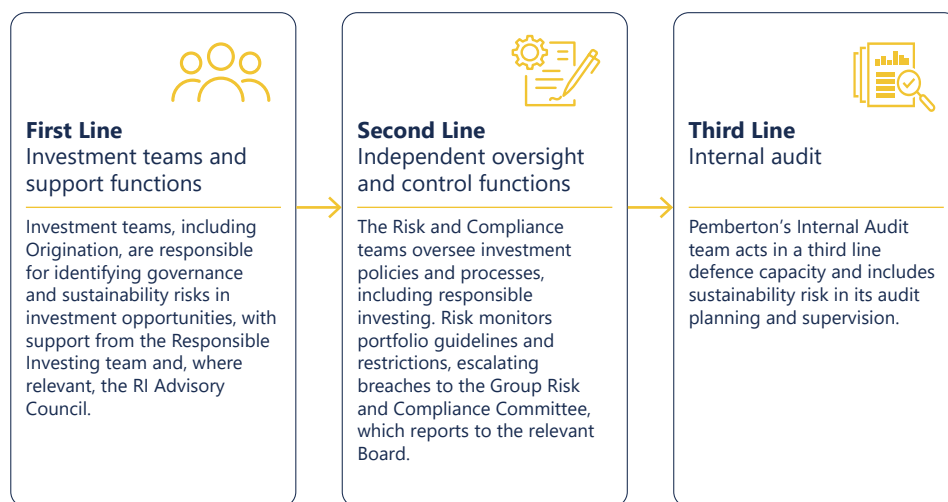 First Line
Investment teams and
support functions
Investment teams, including
Origination, are responsible
for identifying governance
and sustainability risks in
investment opportunities, with
support from the Responsible
Investing team and, where
relevant, the RI Advisory
Council.
Second Line
Independent oversight
and control functions
The Risk and Compliance
teams oversee investment
policies and processes,
including responsible
investing. Risk monitors
portfolio guidelines and
restrictions, escalating
breaches to the Group Risk
and Compliance Committee,
which reports to the relevant
Board.
Third Line
Internal audit
Pemberton’s Internal Audit
team acts in a third line
defence capacity and includes
sustainability risk in its audit
planning and supervision.